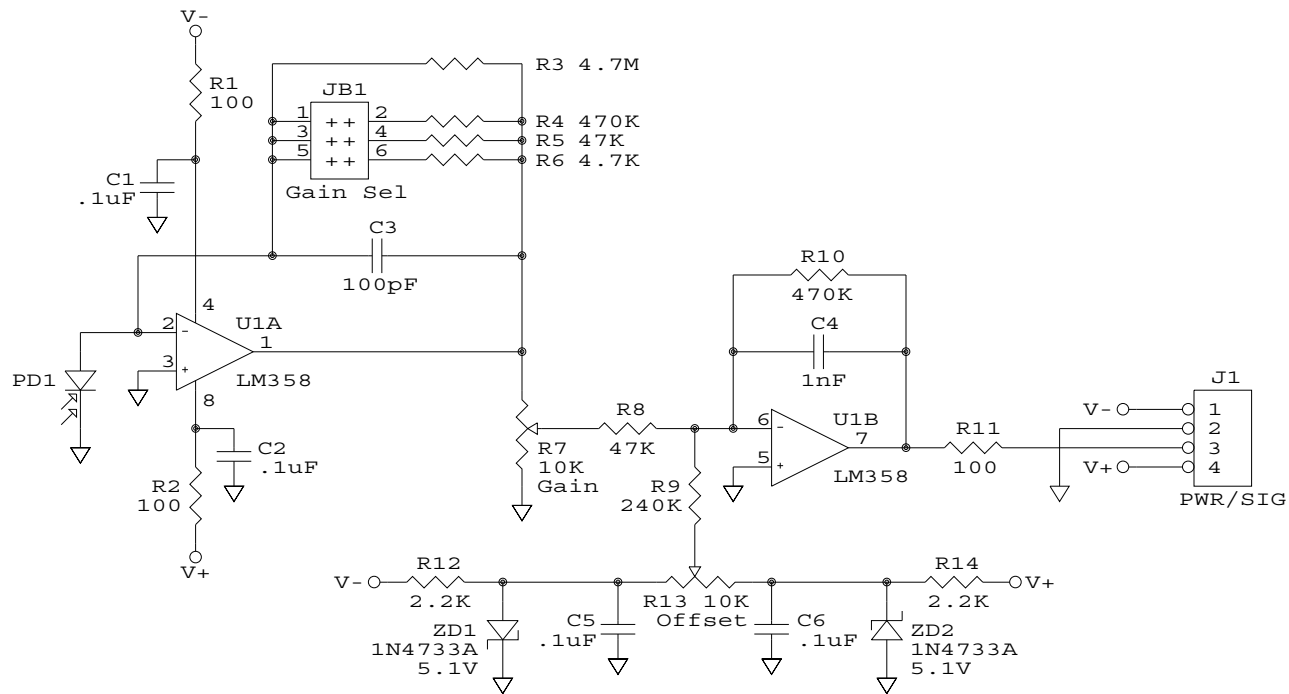 V-
R1
100
R3 4.7M
JB1
1
2
R4 470K
3
4
R5 47K
5
6
R6 4.7K
+ +
+ +
+ +
Gain Sel
C1
.1uF
C3
100pF
4
2
-
3
+
8
1
U1A
LM358
PD1
C2
.1uF
R2
100
V+
R7
10K
Gain
R8
47K
R9
240K
R10
470K
C4
1nF
6
-
5
+
7
U1B
LM358
R11
100
J1
V-
1
2
3
V+
4
PWR/SIG
V-
R12
2.2K
R13 10K
Offset
R14
2.2K
V+
ZD1
1N4733A
5.1V
C5
.1uF
C6
.1uF
ZD2
1N4733A
5.1V